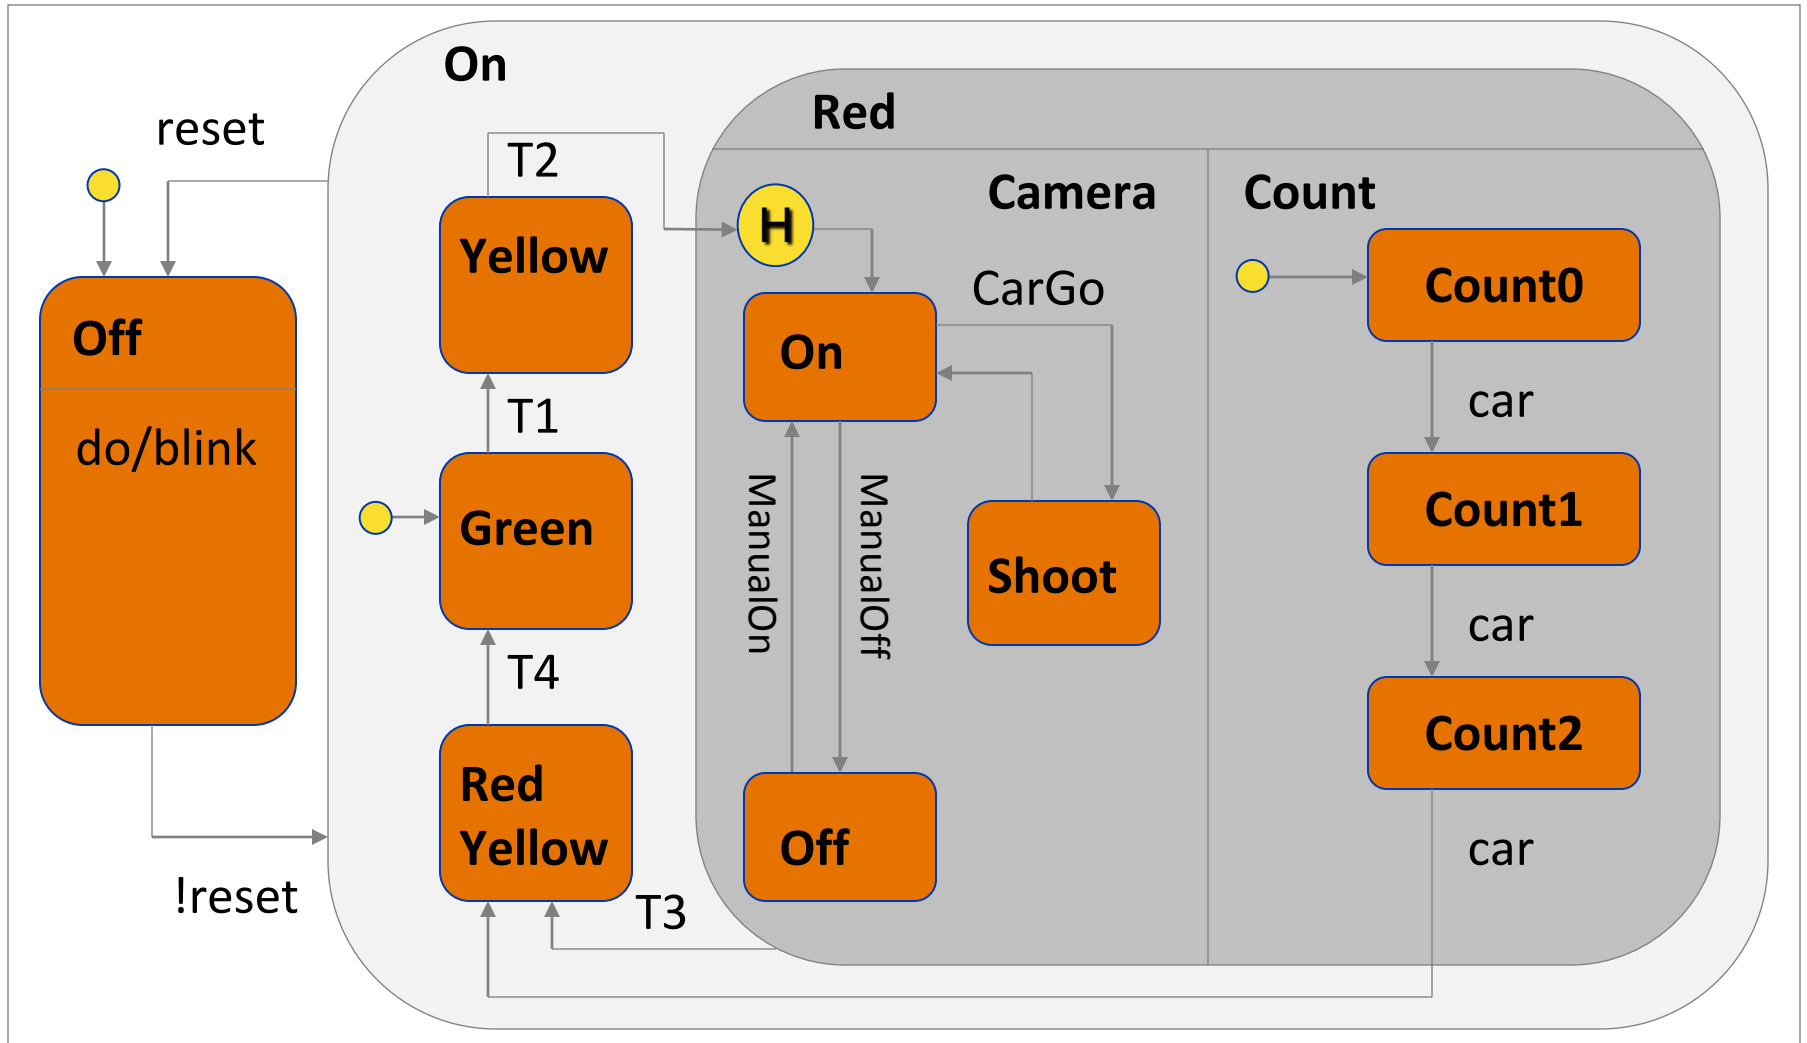 On
Red
reset
T2
Camera
Count
H
Yellow
Count0
CarGo
Off
On
car
T1
do/blink
ManualOn
ManualOff
Green
Count1
Shoot
car
T4
Count2
Red
Yellow
Off
car
!reset
T3